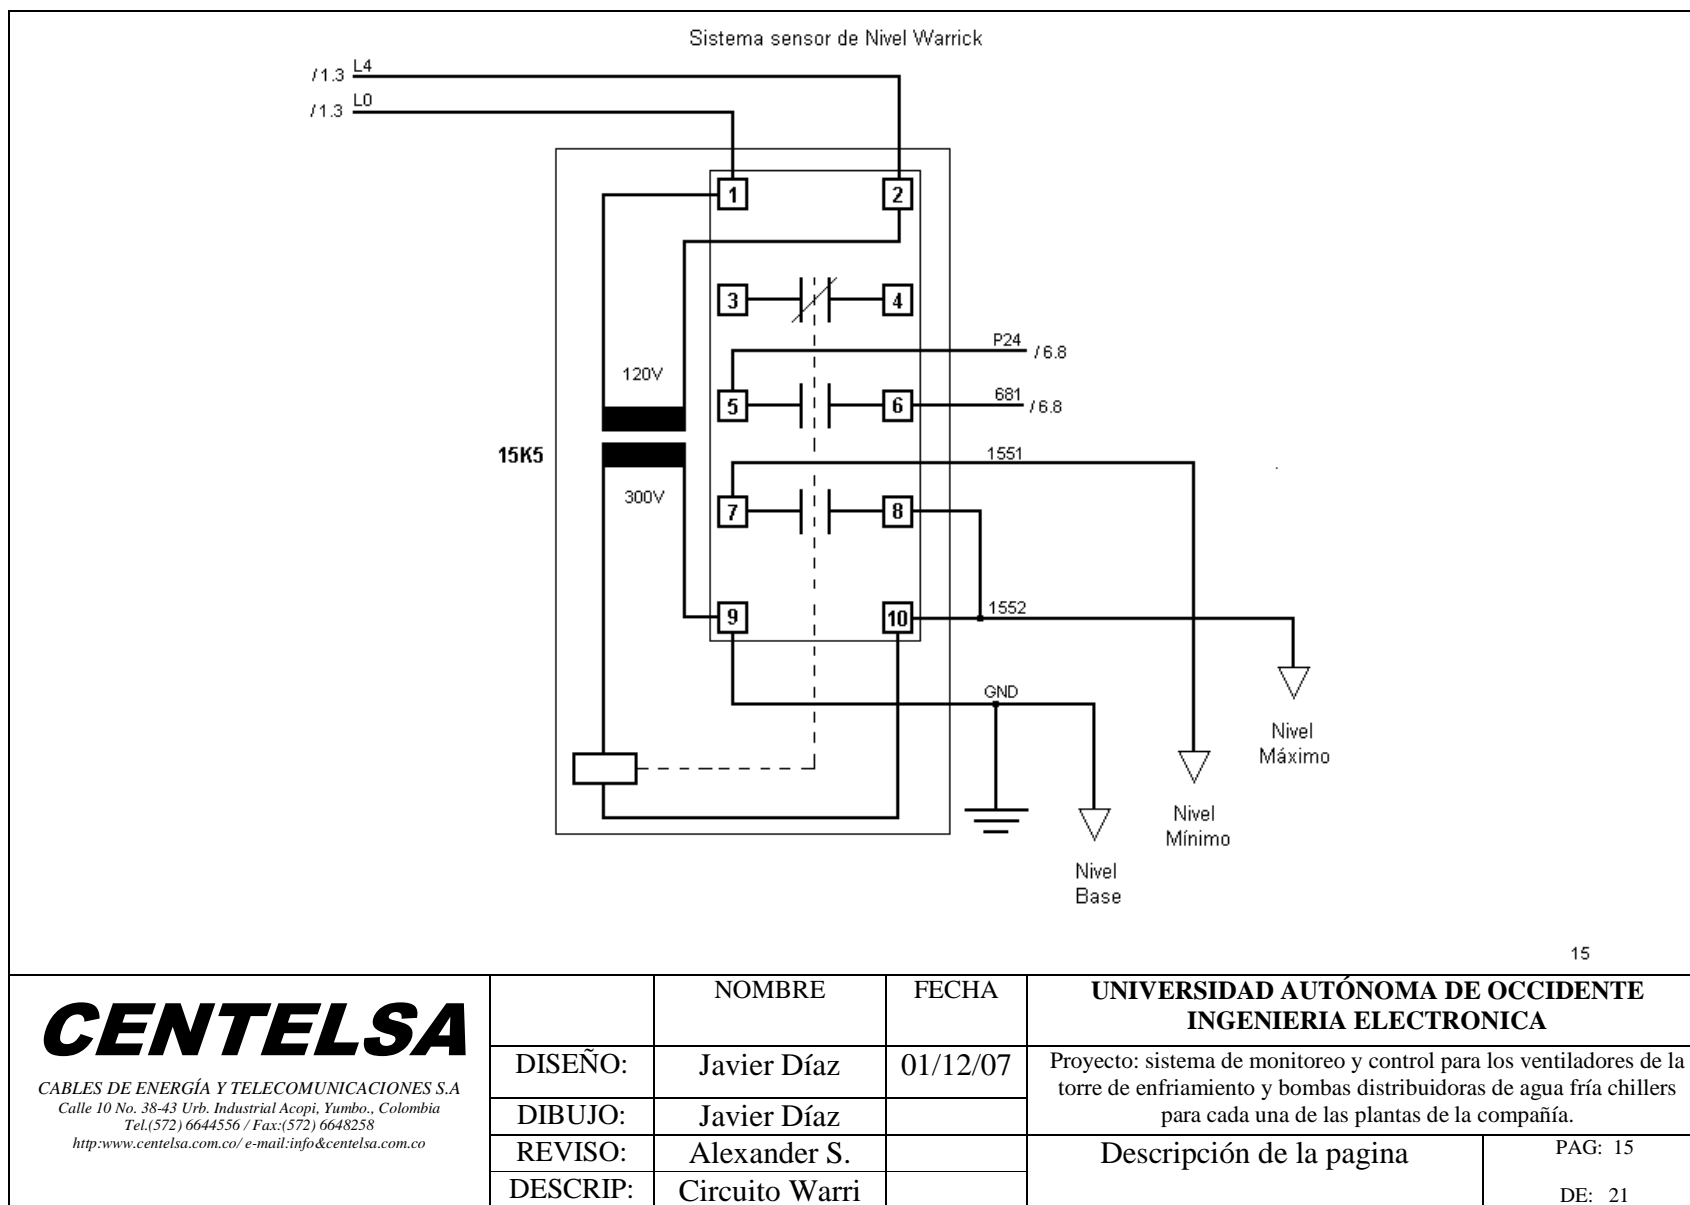 Sistema sensor de Nivel Warrick
/1.3 L4
/1.3 L0
1
2
3
4
P24 /6.8
120V
5
6
681 /6.8
15K5
1551
300V
7
8
9
10
1552
GND
Nivel
Máximo
Nivel
Mínimo
Nivel
Base
15
CENTELSA
CABLES DE ENERGÍA Y TELECOMUNICACIONES S.A
Calle 10 No. 38-43 Urb. Industrial Acopi, Yumbo., Colombia
Tel.(572) 6644556 / Fax:(572) 6648258
http:www.centelsa.com.co/ e-mail:info&centelsa.com.co
NOMBRE FECHA
DISEÑO: Javier Díaz 01/12/07
DIBUJO: Javier Díaz
REVISO: Alexander S.
DESCRIP: Circuito Warri
UNIVERSIDAD AUTÓNOMA DE OCCIDENTE
INGENIERIA ELECTRONICA
Proyecto: sistema de monitoreo y control para los ventiladores de la
torre de enfriamiento y bombas distribuidoras de agua fría chillers
para cada una de las plantas de la compañía.
Descripción de la pagina
PAG: 15
DE: 21